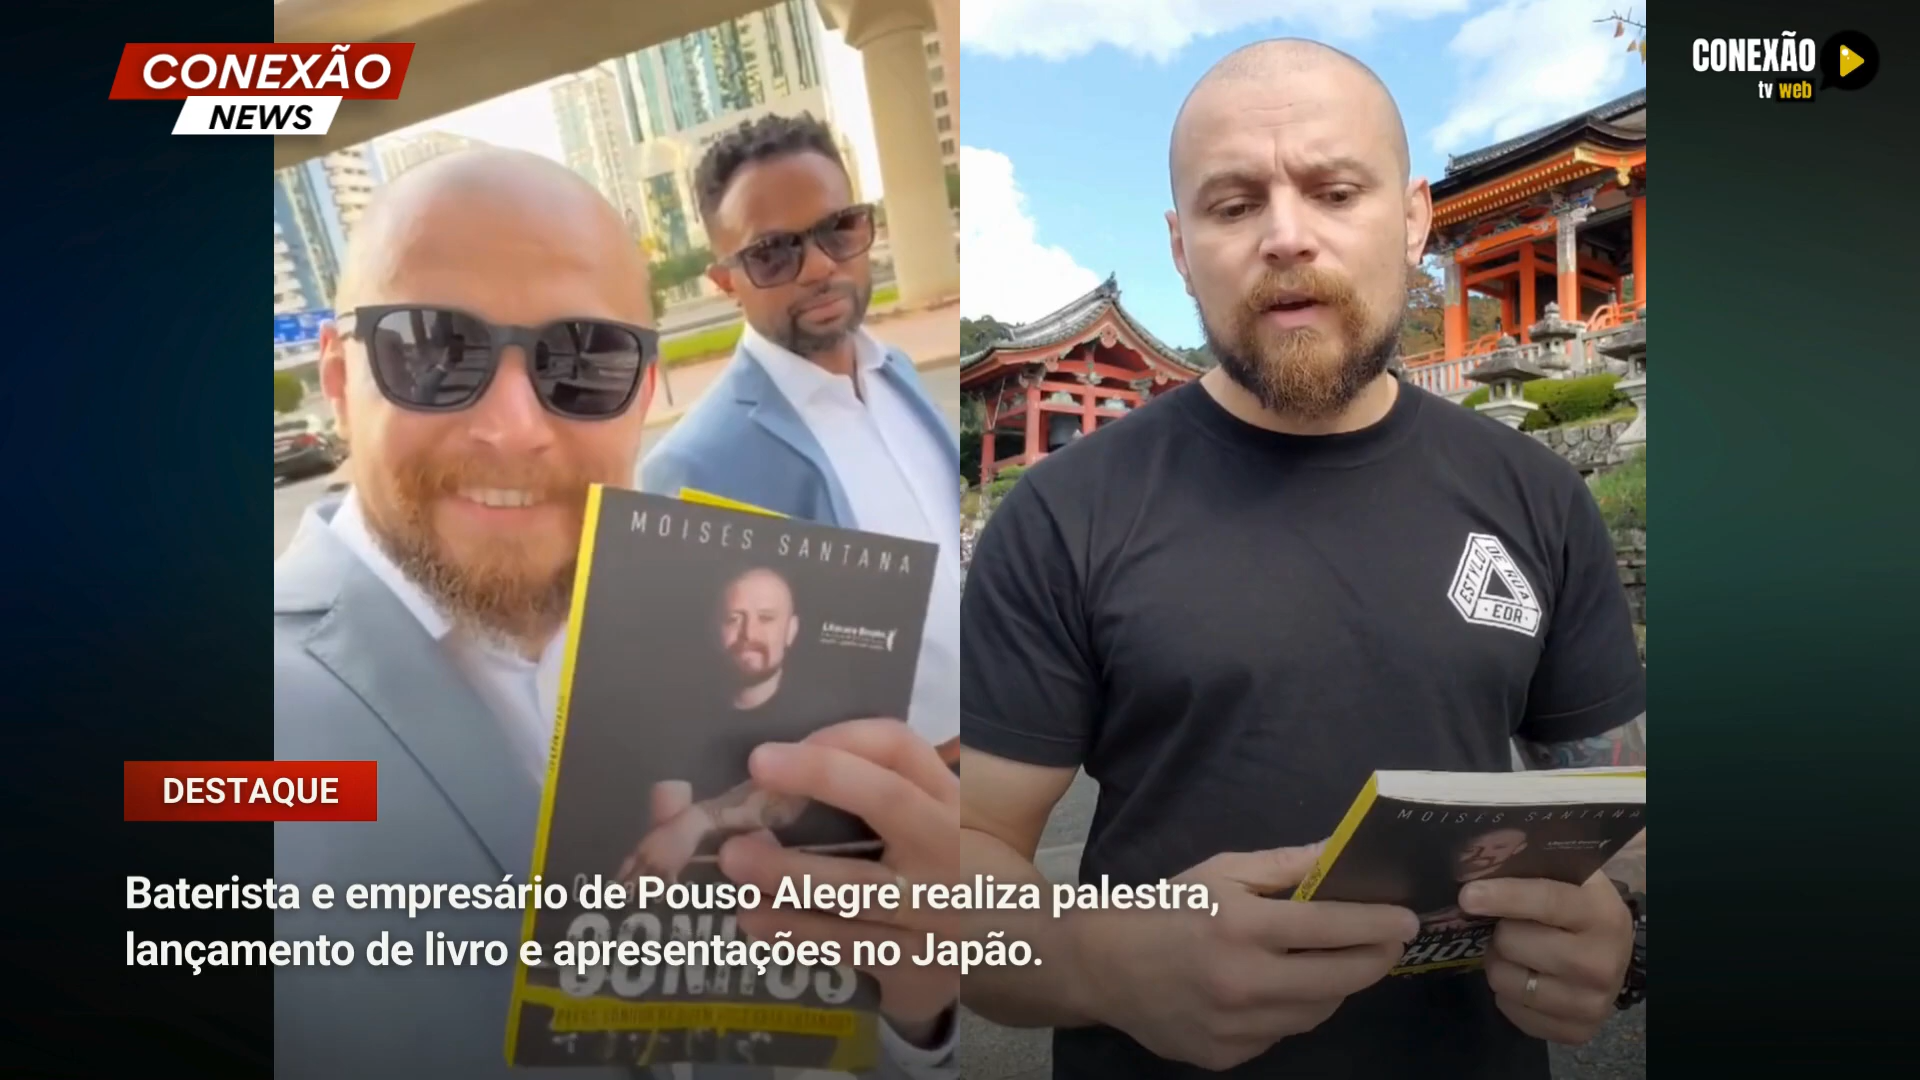 CONEXÃO
NEWS
CONEXÃO
tv web
MOISÉS SANTANA
ESTYLO
DE RUA
EDR
MOISÉS SANTANA
DESTAQUE
Baterista e empresário de Pouso Alegre realiza palestra,
lançamento de livro e apresentações no Japão.
SONHOS